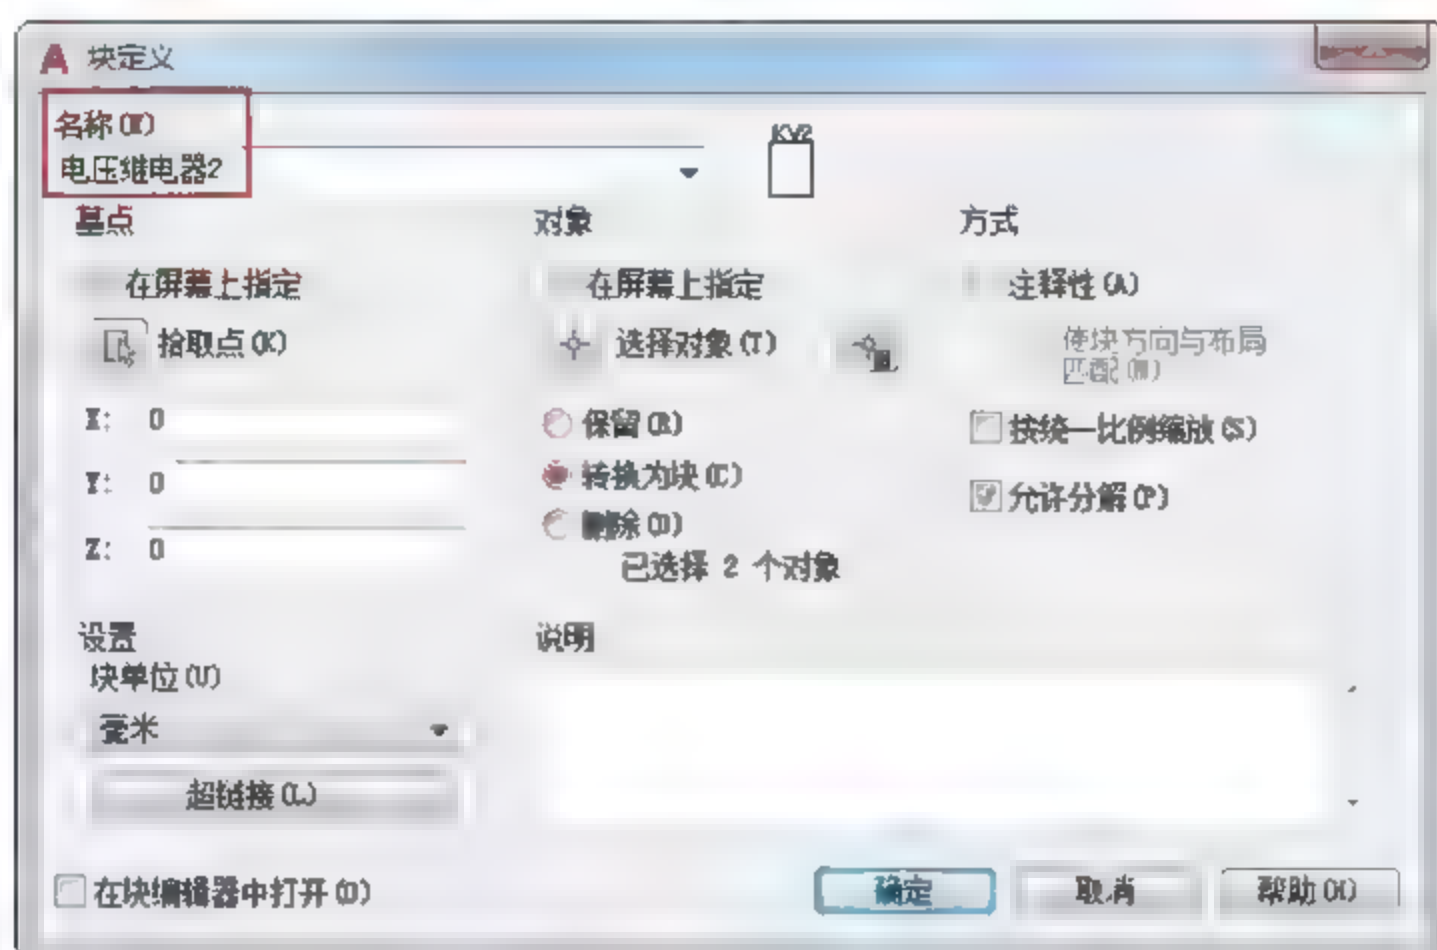 块定义
名称(N)
电压继电器2
KV2
基点
在屏幕上指定
拾取点(K)
X: 0
Y: 0
Z: 0
对象
在屏幕上指定
选择对象(T)
保留(R)
转换为块(C)
删除(D)
已选择 2 个对象
方式
注释性(A)
使块方向与布局
匹配(M)
按统一比例缩放(S)
允许分解(P)
设置
块单位(U)
毫米
超链接(L)
说明
在块编辑器中打开(O)
确定
取消
帮助(H)